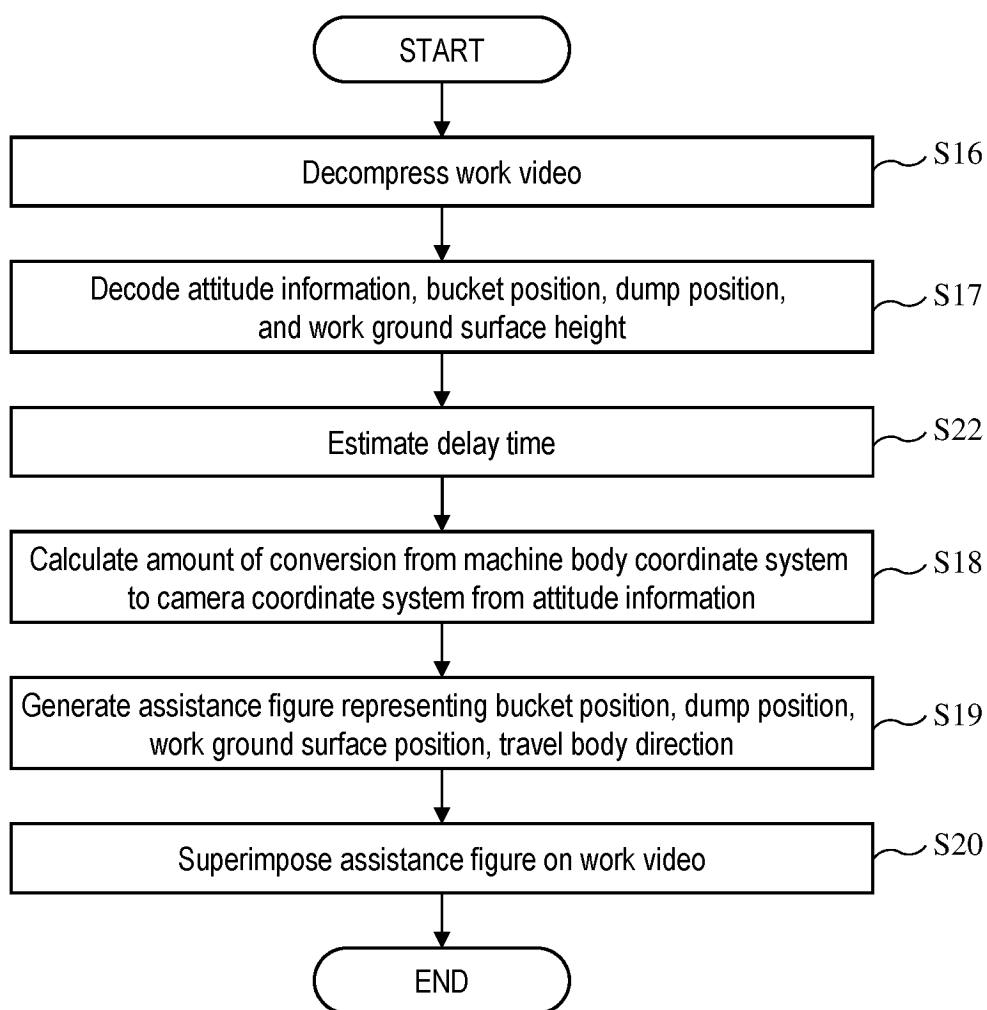 START
Decompress work video
S16
Decode attitude information, bucket position, dump position,
and work ground surface height
S17
Estimate delay time
S22
Calculate amount of conversion from machine body coordinate system
to camera coordinate system from attitude information
S18
Generate assistance figure representing bucket position, dump position,
work ground surface position, travel body direction
S19
Superimpose assistance figure on work video
S20
END